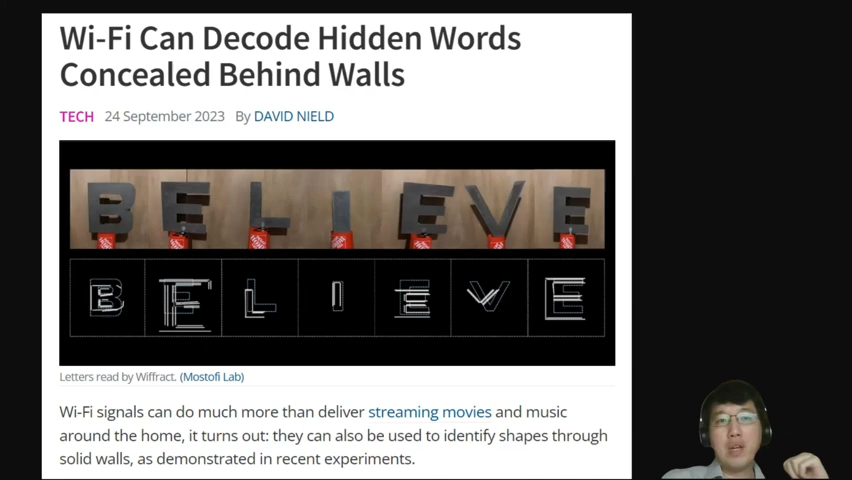 Wi-Fi Can Decode Hidden Words
Concealed Behind Walls
TECH 24 September 2023 By DAVID NIELD
B E L I E V E
B E L I E V E
Letters read by Wiffract. (Mostofi Lab)
Wi-Fi signals can do much more than deliver streaming movies and music
around the home, it turns out: they can also be used to identify shapes through
solid walls, as demonstrated in recent experiments.